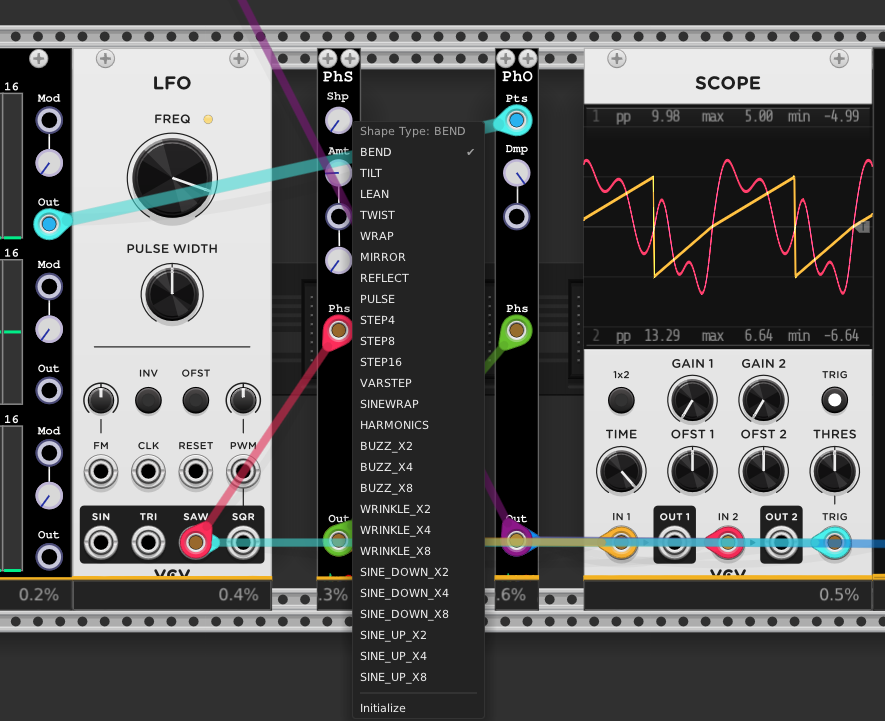 16
Mod
Out
16
Mod
Out
16
Mod
Out
0.2%
LFO
FREQ
PULSE WIDTH
INV
OFST
FM
CLK
RESET
PWM
SIN
TRI
SAW
SQR
VCV
0.4%
PhS
Shp
Amt
Phs
Out
.3%
Shape Type: BEND
BEND ✔
TILT
LEAN
TWIST
WRAP
MIRROR
REFLECT
PULSE
STEP4
STEP8
STEP16
VARSTEP
SINEWRAP
HARMONICS
BUZZ_X2
BUZZ_X4
BUZZ_X8
WRINKLE_X2
WRINKLE_X4
WRINKLE_X8
SINE_DOWN_X2
SINE_DOWN_X4
SINE_DOWN_X8
SINE_UP_X2
SINE_UP_X4
SINE_UP_X8
Initialize
PhO
Pts
Dmp
Phs
Out
.6%
SCOPE
1 pp 9.98 max 5.00 min -4.99
T
2 pp 13.29 max 6.64 min -6.64
1x2
GAIN 1
GAIN 2
TRIG
TIME
OFST 1
OFST 2
THRES
IN 1
OUT 1
IN 2
OUT 2
TRIG
VCV
0.5%